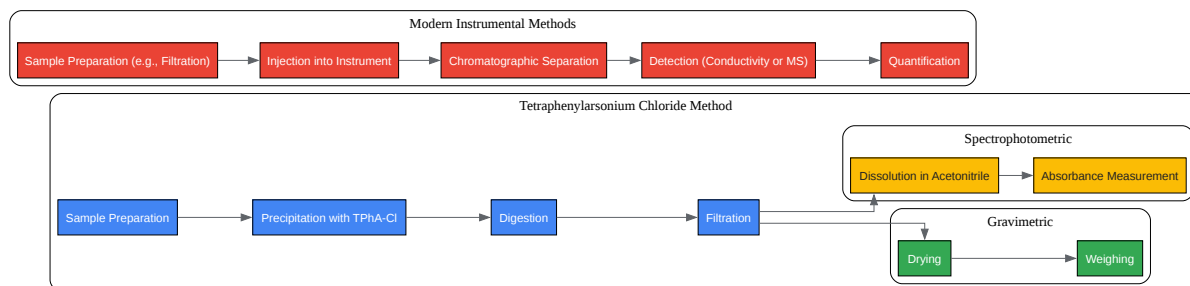 Modern Instrumental Methods
Sample Preparation (e.g., Filtration)
Injection into Instrument
Chromatographic Separation
Detection (Conductivity or MS)
Quantification
Tetraphenylarsonium Chloride Method
Sample Preparation
Precipitation with TPhA-Cl
Digestion
Filtration
Spectrophotometric
Dissolution in Acetonitrile
Absorbance Measurement
Gravimetric
Drying
Weighing